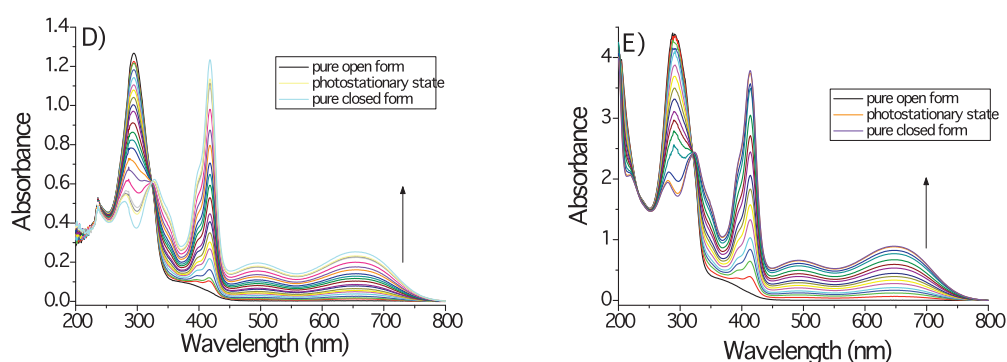 D)
1.4
1.2
1.0
0.8
0.6
0.4
0.2
0.0
Absorbance
200 300 400 500 600 700 800
Wavelength (nm)
pure open form
photostationary state
pure closed form
E)
4
3
2
1
0
Absorbance
200 300 400 500 600 700 800
Wavelength (nm)
pure open form
photostationary state
pure closed form